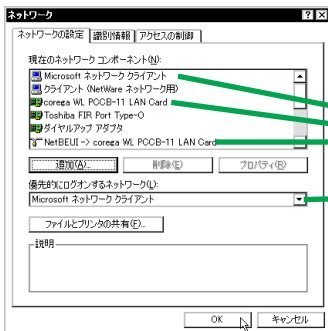 ネットワーク
ネットワークの設定 識別情報 アクセスの制御
現在のネットワーク コンポーネント(N):
Microsoft ネットワーク クライアント
クライアント (NetWare ネットワーク用)
corega WL PCCB-11 LAN Card
Toshiba FIR Port Type-O
ダイヤルアップ アダプタ
NetBEUI -> corega WL PCCB-11 LAN Card
追加(A)... 削除(E) プロパティ(R)
優先的にログオンするネットワーク(L):
Microsoft ネットワーク クライアント
ファイルとプリンタの共有(F)...
説明
OK キャンセル